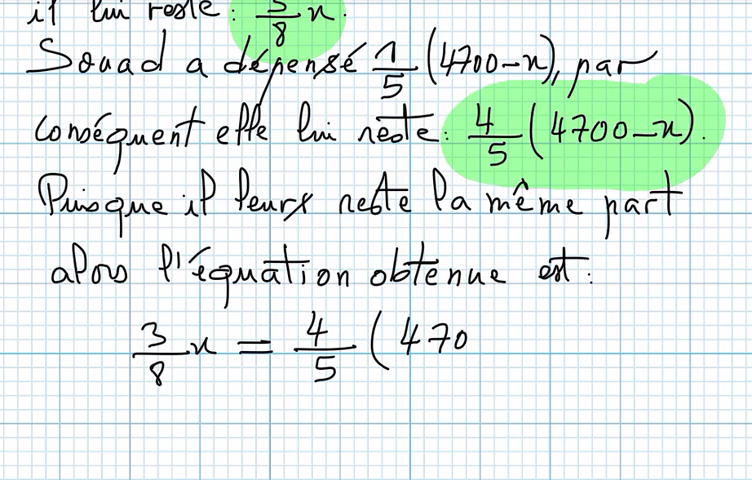 il lui reste : 3/8 x.
Souad a dépensé 1/5 (4700-x), par
conséquent elle lui reste : 4/5 (4700-x).
Puisque il leurs reste la même part
alors l'équation obtenue est :
3/8 x = 4/5 (470